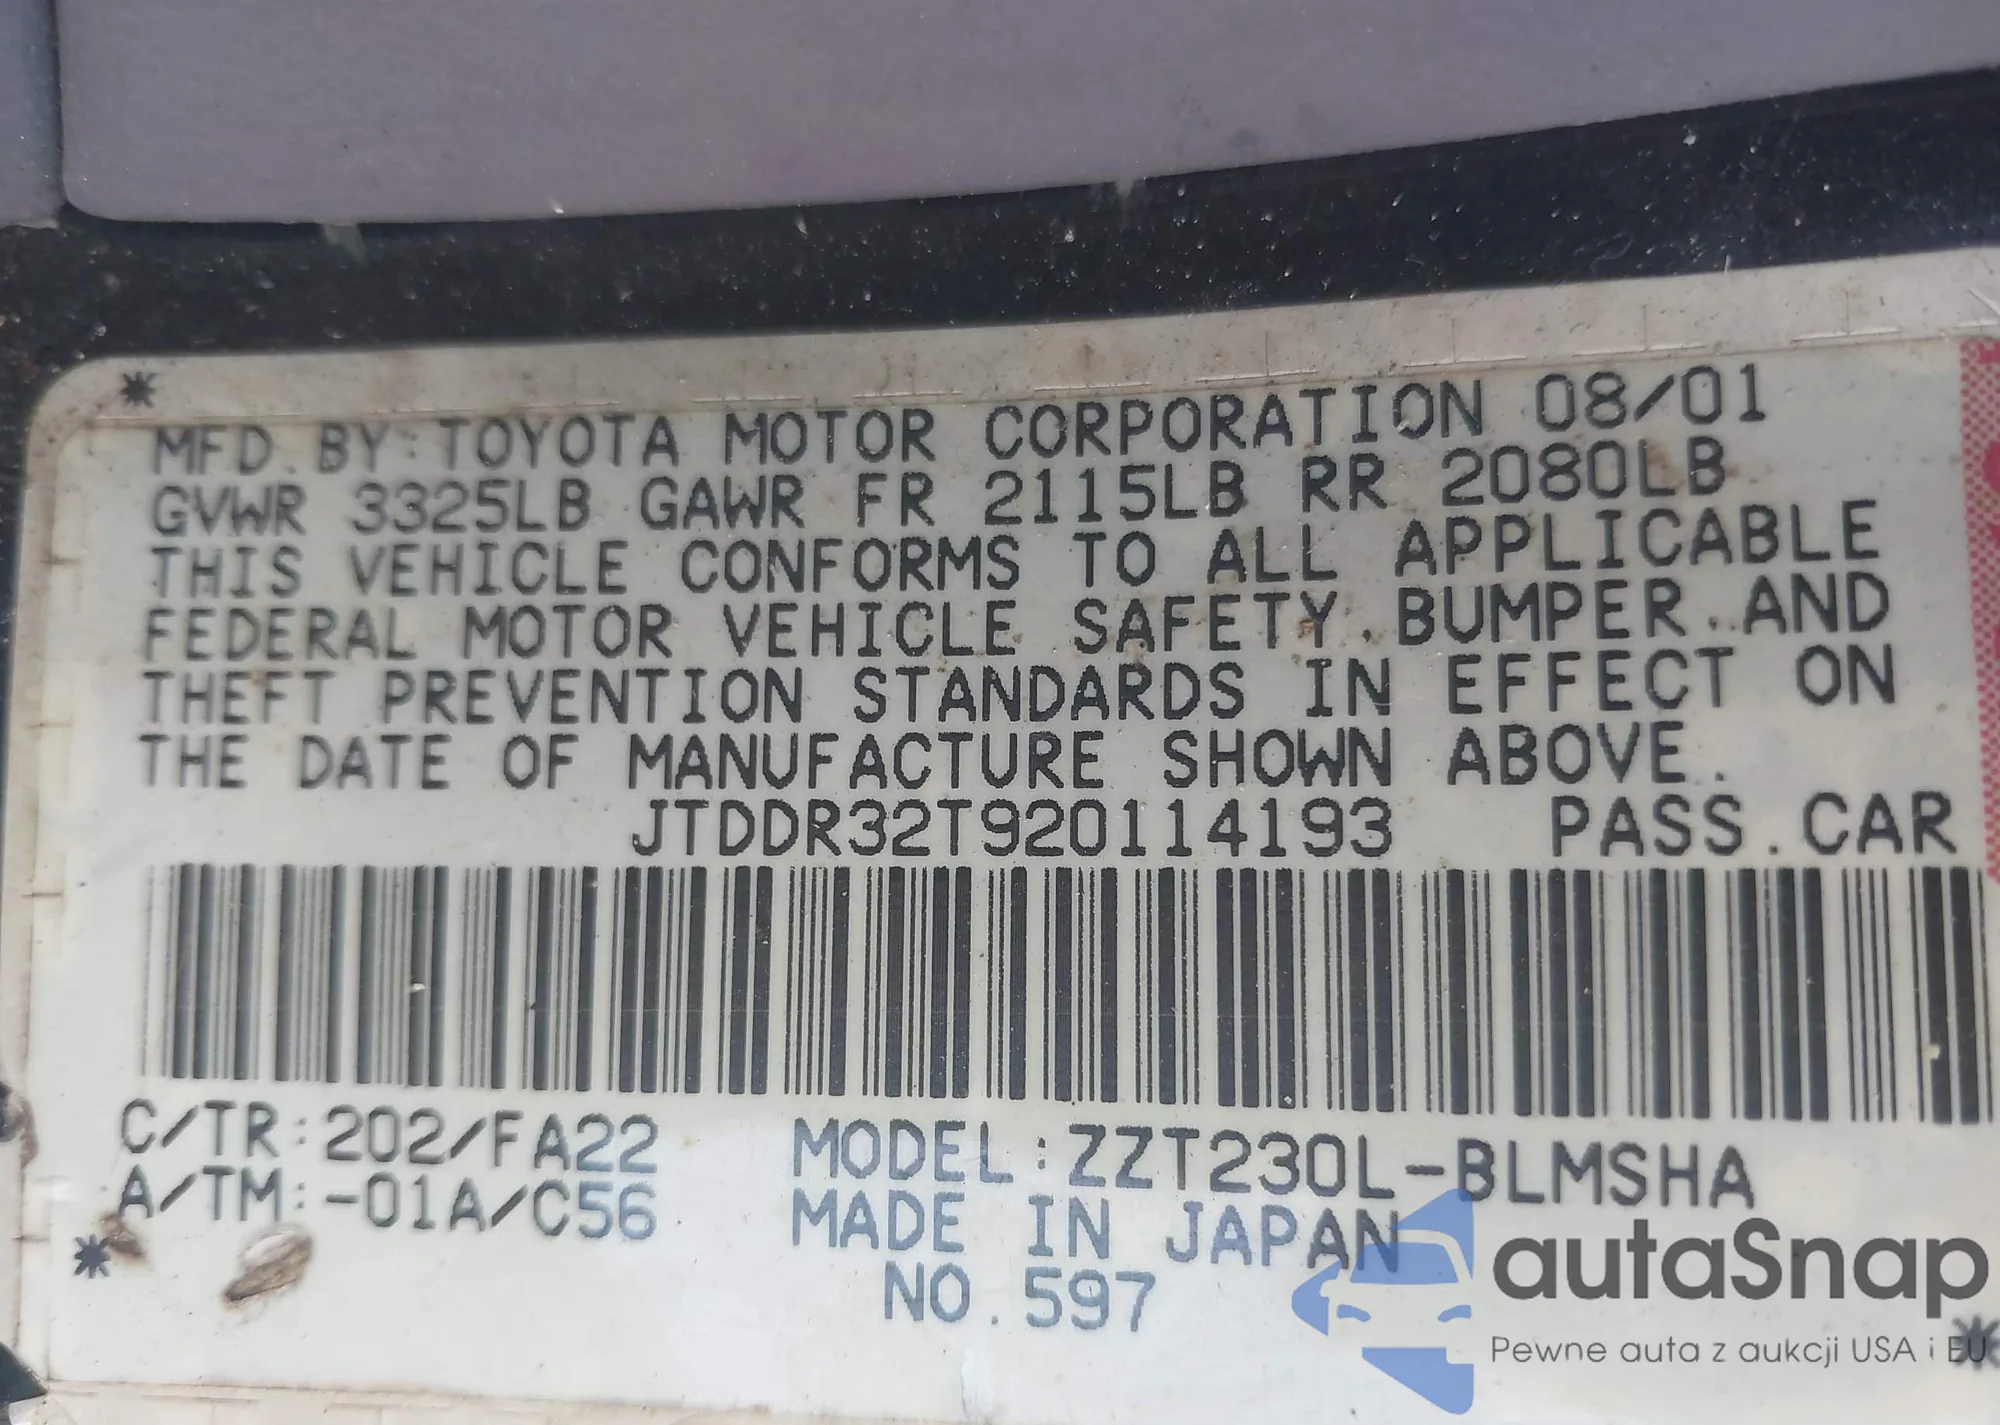 MFD. BY: TOYOTA MOTOR CORPORATION 08/01
GVWR 3325LB GAWR FR 2115LB RR 2080LB
THIS VEHICLE CONFORMS TO ALL APPLICABLE
FEDERAL MOTOR VEHICLE SAFETY, BUMPER, AND
THEFT PREVENTION STANDARDS IN EFFECT ON
THE DATE OF MANUFACTURE SHOWN ABOVE.
JTDDR32T920114193 PASS. CAR
C/TR: 202/FA22 MODEL: ZZT230L-BLMSHA
A/TM: -01A/C56 MADE IN JAPAN
NO. 597
autaSnap
Pewne auta z aukcji USA i EU